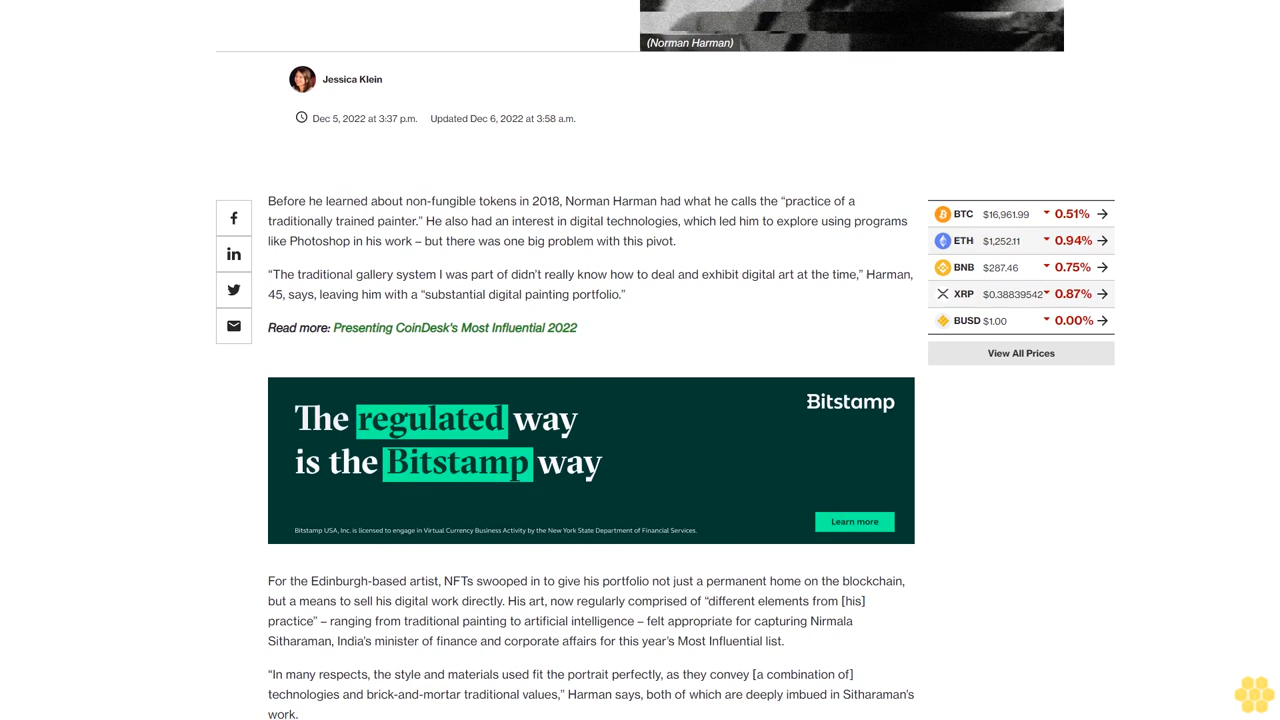 (Norman Harman)
Jessica Klein
Dec 5, 2022 at 3:37 p.m. Updated Dec 6, 2022 at 3:58 a.m.
Before he learned about non-fungible tokens in 2018, Norman Harman had what he calls the “practice of a
traditionally trained painter.” He also had an interest in digital technologies, which led him to explore using programs
like Photoshop in his work – but there was one big problem with this pivot.
“The traditional gallery system I was part of didn’t really know how to deal and exhibit digital art at the time,” Harman,
45, says, leaving him with a “substantial digital painting portfolio.”
Read more: Presenting CoinDesk's Most Influential 2022
BTC $16,961.99 0.51%
ETH $1,252.11 0.94%
BNB $287.46 0.75%
XRP $0.38839542 0.87%
BUSD $1.00 0.00%
View All Prices
The regulated way
is the Bitstamp way
Bitstamp
Bitstamp USA, Inc. is licensed to engage in Virtual Currency Business Activity by the New York State Department of Financial Services.
Learn more
For the Edinburgh-based artist, NFTs swooped in to give his portfolio not just a permanent home on the blockchain,
but a means to sell his digital work directly. His art, now regularly comprised of “different elements from [his]
practice” – ranging from traditional painting to artificial intelligence – felt appropriate for capturing Nirmala
Sitharaman, India’s minister of finance and corporate affairs for this year’s Most Influential list.
“In many respects, the style and materials used fit the portrait perfectly, as they convey [a combination of]
technologies and brick-and-mortar traditional values,” Harman says, both of which are deeply imbued in Sitharaman’s
work.